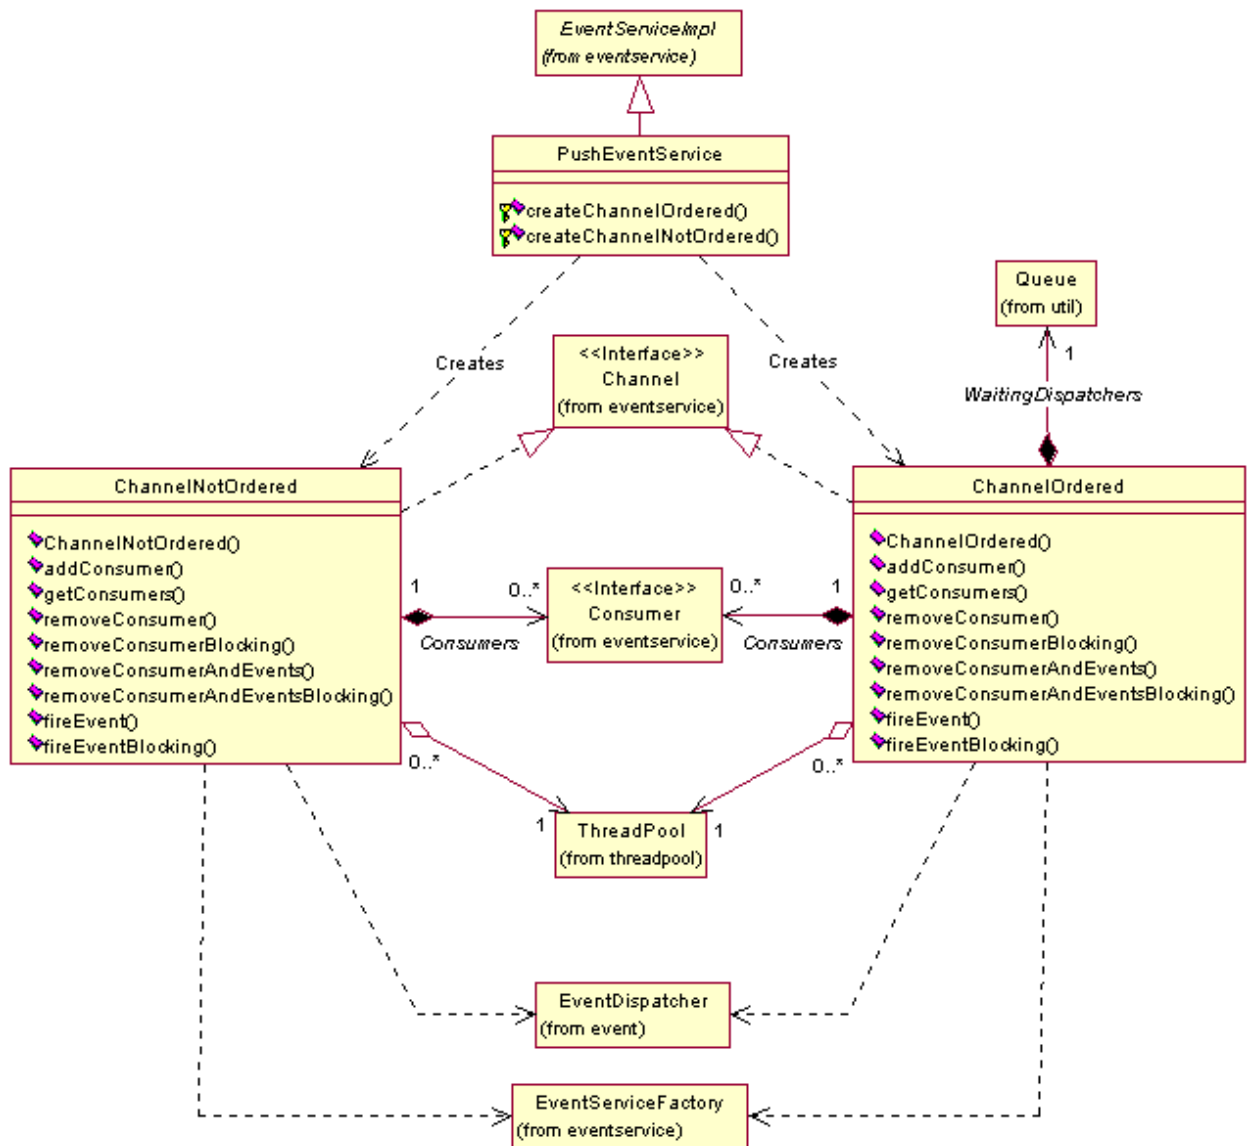 EventServiceImpl
(from eventservice)
PushEventService
createChannelOrdered()
createChannelNotOrdered()
Queue
(from util)
1
WaitingDispatchers
Creates
Creates
<<Interface>>
Channel
(from eventservice)
ChannelNotOrdered
ChannelNotOrdered()
addConsumer()
getConsumers()
removeConsumer()
removeConsumerBlocking()
removeConsumerAndEvents()
removeConsumerAndEventsBlocking()
fireEvent()
fireEventBlocking()
ChannelOrdered
ChannelOrdered()
addConsumer()
getConsumers()
removeConsumer()
removeConsumerBlocking()
removeConsumerAndEvents()
removeConsumerAndEventsBlocking()
fireEvent()
fireEventBlocking()
1
0..*
Consumers
<<Interface>>
Consumer
(from eventservice)
0..*
1
Consumers
0..*
0..*
1
ThreadPool
(from threadpool)
1
EventDispatcher
(from event)
EventServiceFactory
(from eventservice)